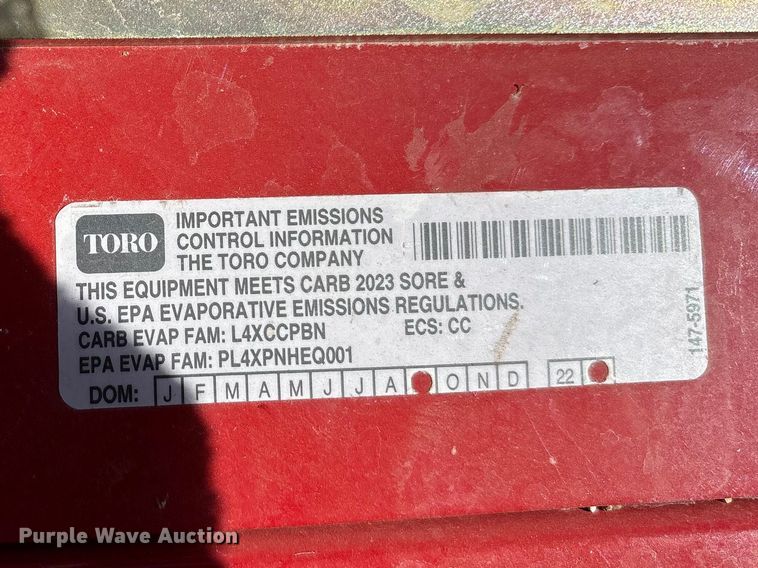 TORO
IMPORTANT EMISSIONS
CONTROL INFORMATION
THE TORO COMPANY
THIS EQUIPMENT MEETS CARB 2023 SORE &
U.S. EPA EVAPORATIVE EMISSIONS REGULATIONS.
CARB EVAP FAM: L4XCCPBN ECS: CC
EPA EVAP FAM: PL4XPNHEQ001
DOM: J F M A M J J A O N D 22
147-5971
Purple Wave Auction